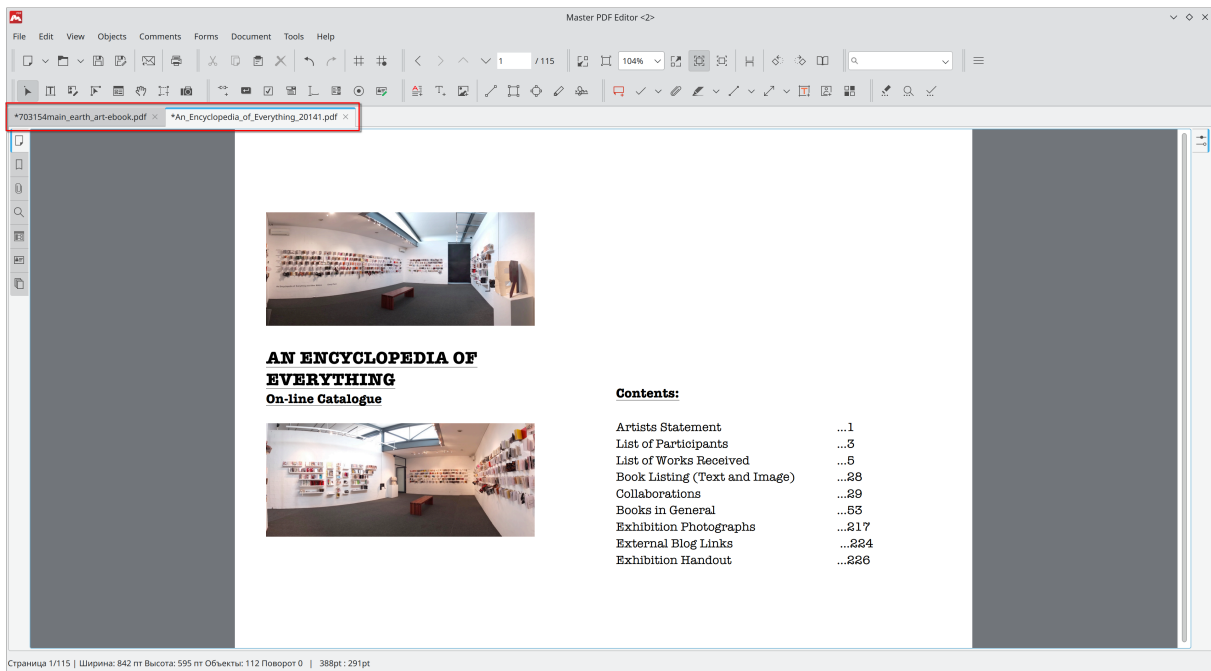 Master PDF Editor <2>
File Edit View Objects Comments Forms Document Tools Help
1 / 115 104%
*703154main_earth_art-ebook.pdf *An_Encyclopedia_of_Everything_20141.pdf
AN ENCYCLOPEDIA OF
EVERYTHING
On-line Catalogue
Contents:
Artists Statement ...1
List of Participants ...3
List of Works Received ...5
Book Listing (Text and Image) ...28
Collaborations ...29
Books in General ...53
Exhibition Photographs ...217
External Blog Links ...224
Exhibition Handout ...226
Страница 1/115 | Ширина: 842 пт Высота: 595 пт Объекты: 112 Поворот 0 | 388pt : 291pt